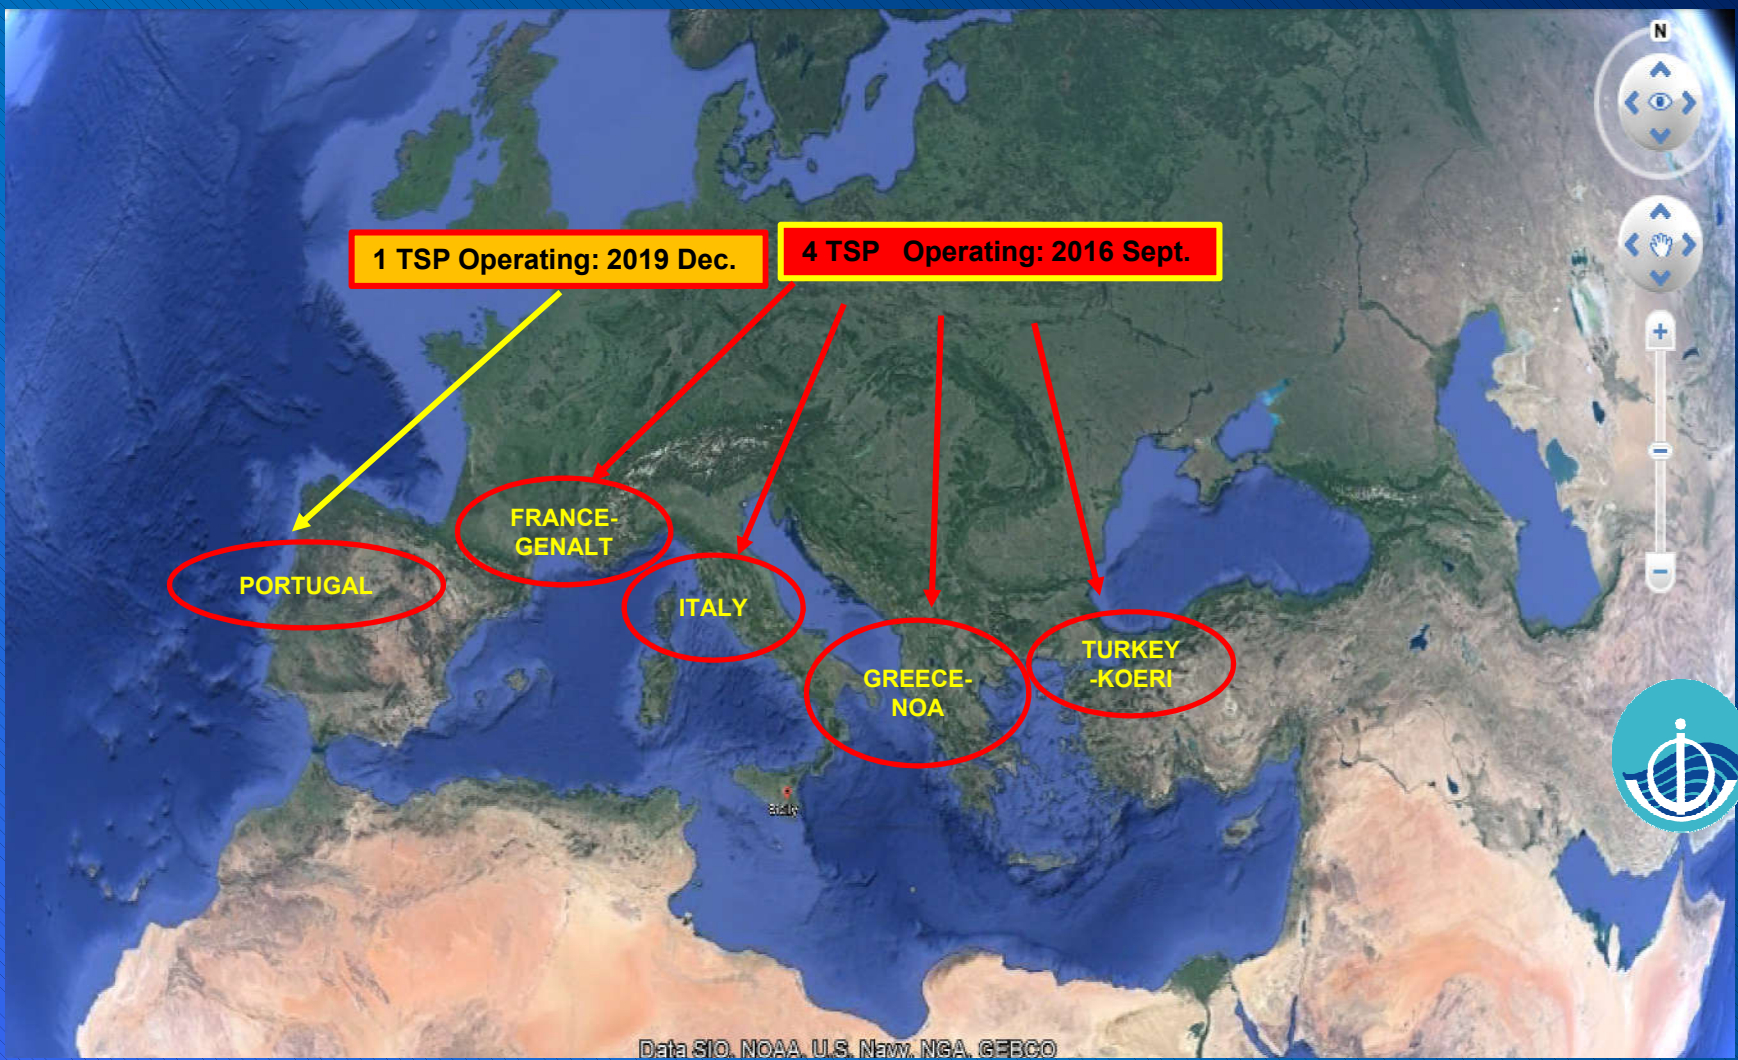 N
1 TSP Operating: 2019 Dec.
4 TSP Operating: 2016 Sept.
FRANCE-
GENALT
PORTUGAL
ITALY
GREECE-
NOA
TURKEY
-KOERI
Sicily
Data SIO, NOAA, U.S. Navy, NGA, GEBCO